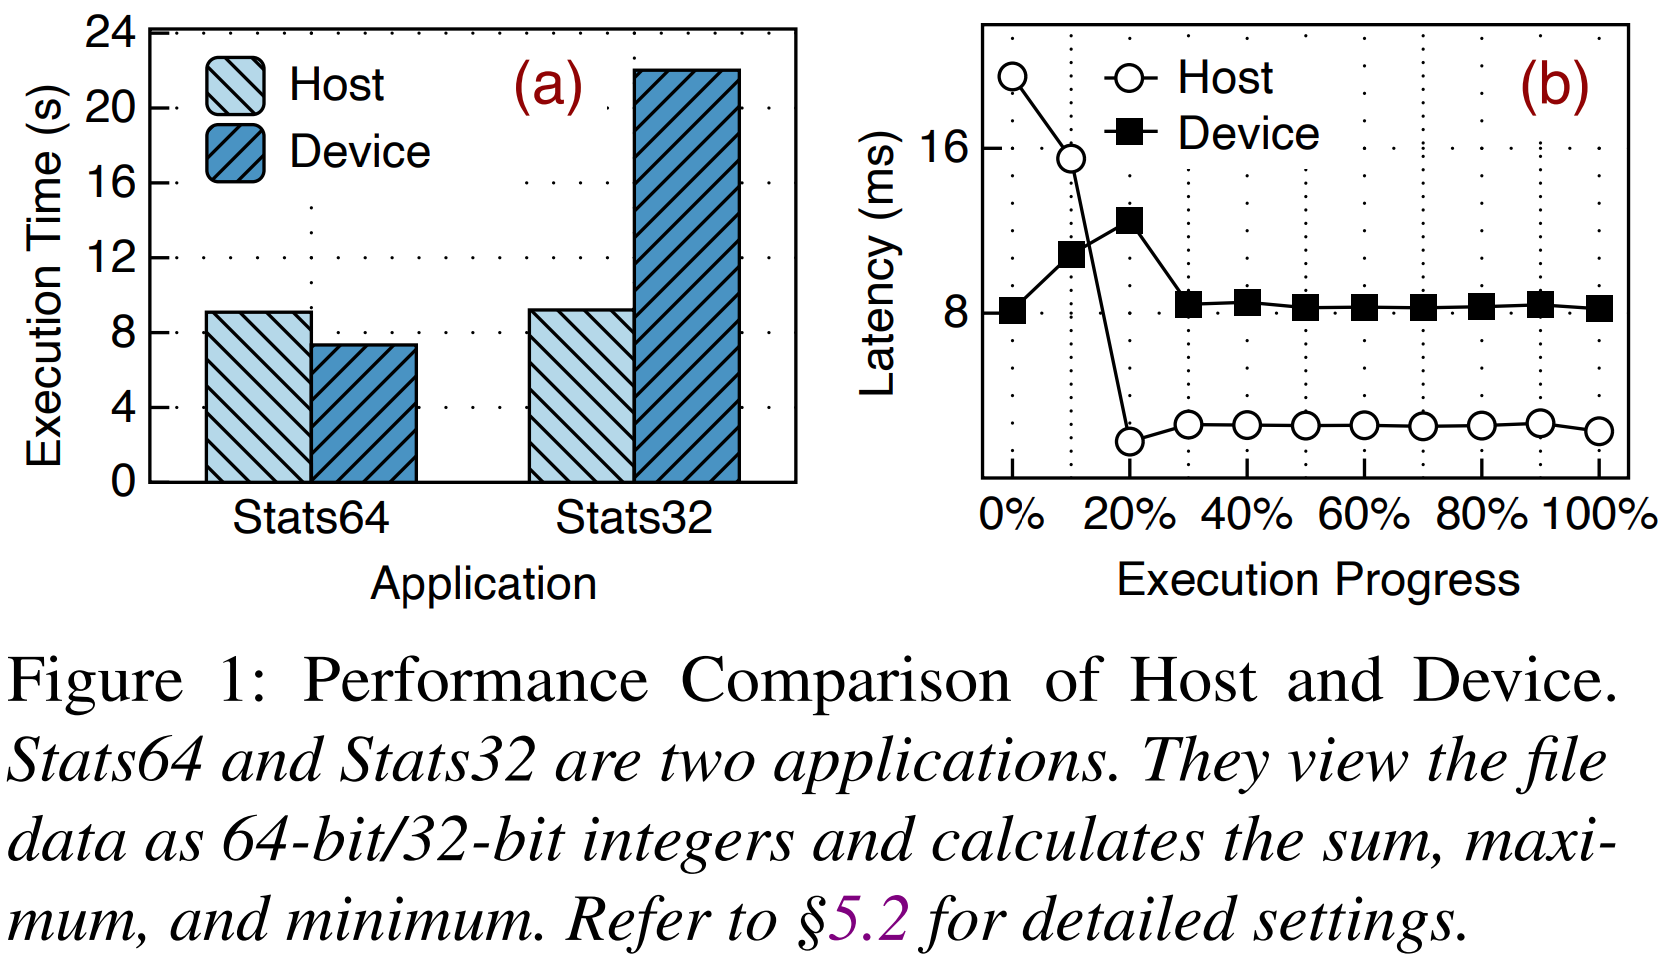 24
20
16
12
8
4
0
Execution Time (s)
Host
Device
(a)
Stats64 Stats32
Application
16
8
Latency (ms)
Host
Device
(b)
0% 20% 40% 60% 80% 100%
Execution Progress
Figure 1: Performance Comparison of Host and Device.
Stats64 and Stats32 are two applications. They view the file
data as 64-bit/32-bit integers and calculates the sum, maxi-
mum, and minimum. Refer to §5.2 for detailed settings.